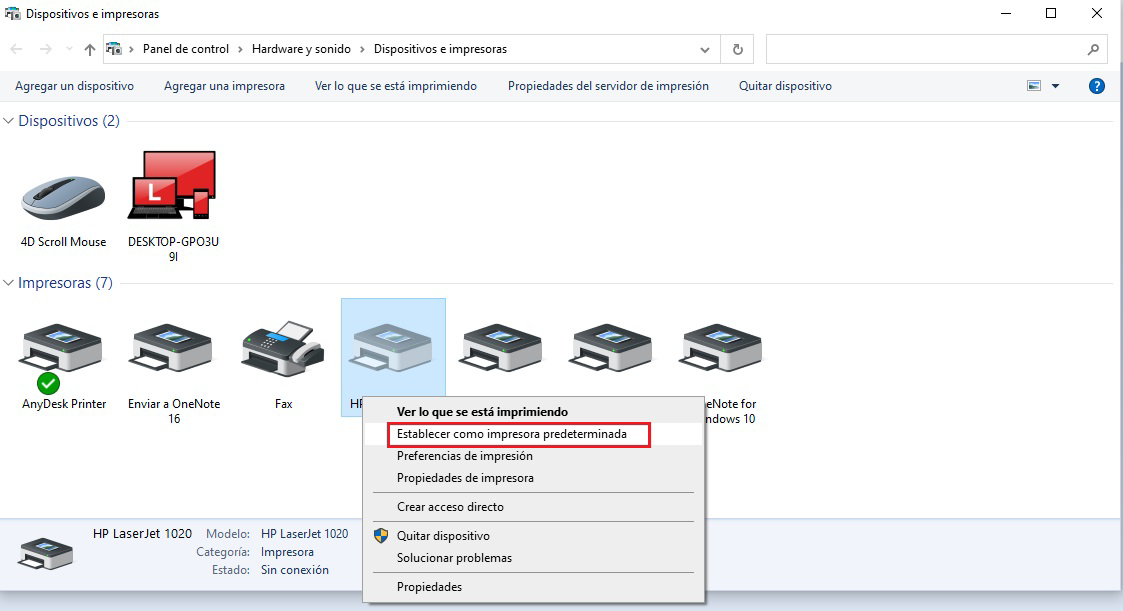 Dispositivos e impresoras
Panel de control > Hardware y sonido > Dispositivos e impresoras
Agregar un dispositivo Agregar una impresora Ver lo que se está imprimiendo Propiedades del servidor de impresión Quitar dispositivo
Dispositivos (2)
L
4D Scroll Mouse DESKTOP-GPO3U
9I
Impresoras (7)
AnyDesk Printer Enviar a OneNote Fax HP eNote for
16 ndows 10
Ver lo que se está imprimiendo
Establecer como impresora predeterminada
Preferencias de impresión
Propiedades de impresora
Crear acceso directo
Quitar dispositivo
Solucionar problemas
Propiedades
HP LaserJet 1020 Modelo: HP LaserJet 1020
Categoría: Impresora
Estado: Sin conexión